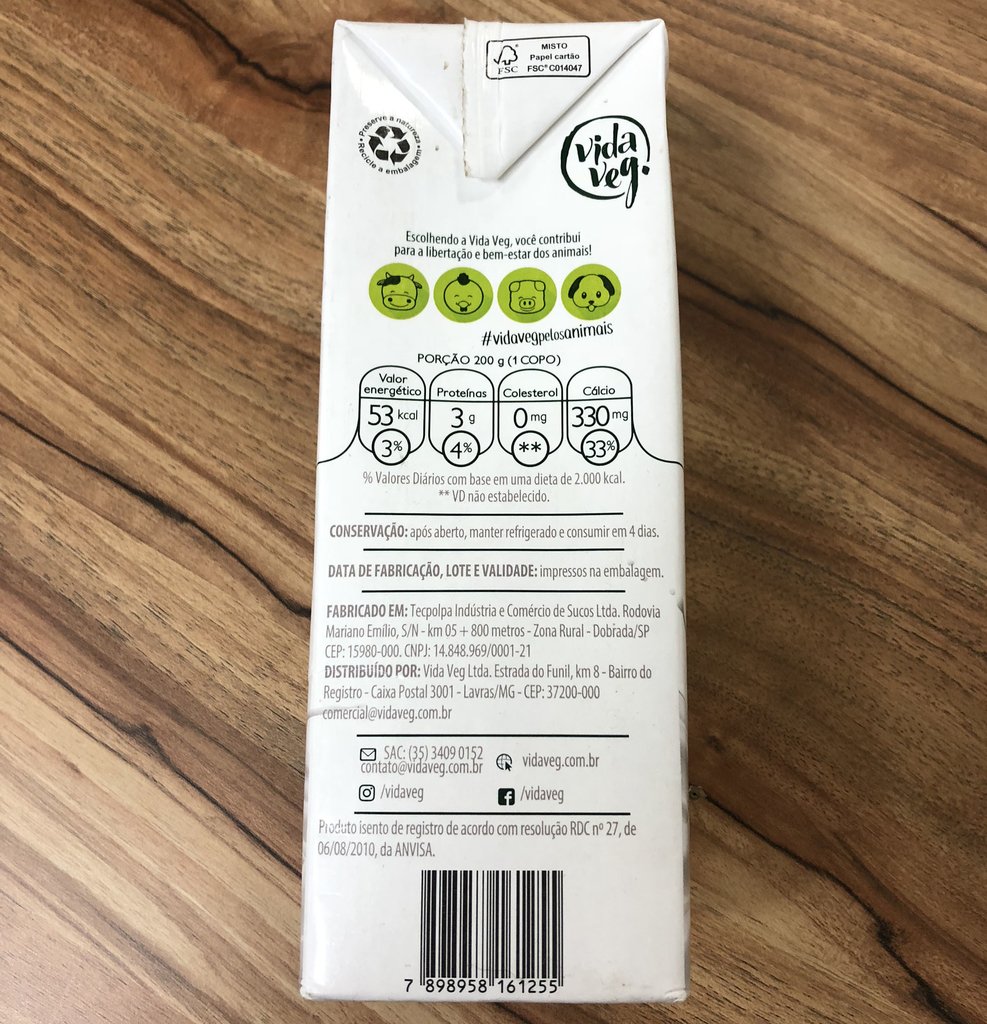 MISTO
Papel cartão
FSC® C014047
FSC
Preserve a natureza
Recicle a embalagem
vida
veg!
Escolhendo a Vida Veg, você contribui
para a libertação e bem-estar dos animais!
#vidavegpelosanimais
PORÇÃO 200 g (1 COPO)
Valor energético Proteínas Colesterol Cálcio
53 kcal 3 g 0 mg 330 mg
3% 4% ** 33%
% Valores Diários com base em uma dieta de 2.000 kcal.
** VD não estabelecido.
CONSERVAÇÃO: após aberto, manter refrigerado e consumir em 4 dias.
DATA DE FABRICAÇÃO, LOTE E VALIDADE: impressos na embalagem.
FABRICADO EM: Tecpolpa Indústria e Comércio de Sucos Ltda. Rodovia
Mariano Emílio, S/N - km 05 + 800 metros - Zona Rural - Dobrada/SP
CEP: 15980-000. CNPJ: 14.848.969/0001-21
DISTRIBUÍDO POR: Vida Veg Ltda. Estrada do Funil, km 8 - Bairro do
Registro - Caixa Postal 3001 - Lavras/MG - CEP: 37200-000
comercial@vidaveg.com.br
SAC: (35) 3409 0152
contato@vidaveg.com.br
vidaveg.com.br
/vidaveg
/vidaveg
Produto isento de registro de acordo com resolução RDC nº 27, de
06/08/2010, da ANVISA.
7 898958 161255